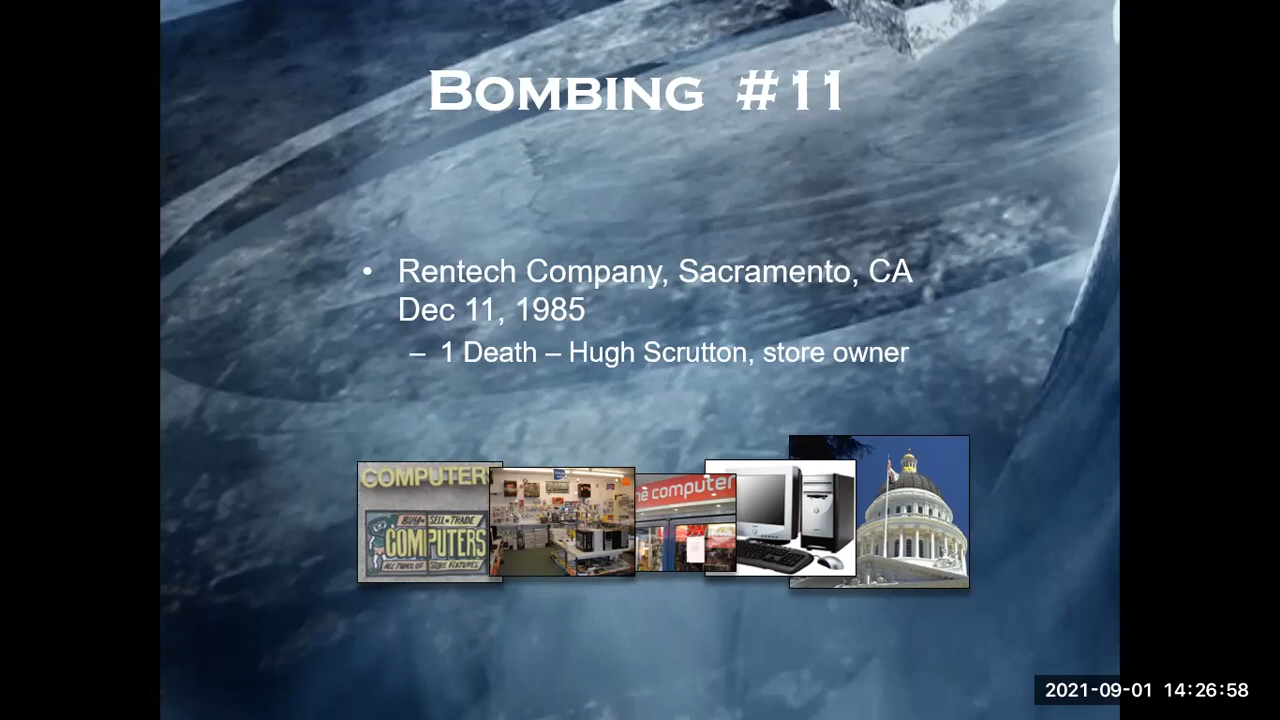 Bombing #11
• Rentech Company, Sacramento, CA
Dec 11, 1985
– 1 Death – Hugh Scrutton, store owner
COMPUTERS
BUY • SELL • TRADE
COMPUTERS
ALL TYPES OF STORE FIXTURES
he computer
2021-09-01 14:26:58